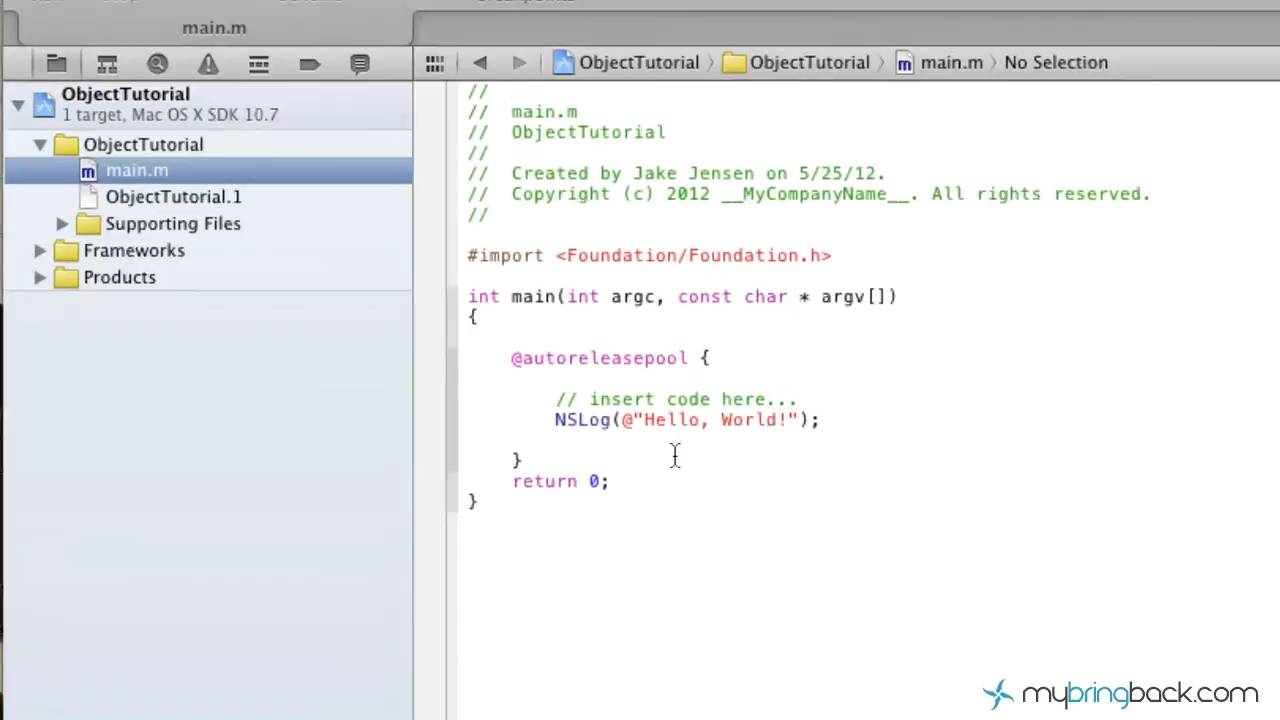 main.m
ObjectTutorial
1 target, Mac OS X SDK 10.7
ObjectTutorial
main.m
ObjectTutorial.1
Supporting Files
Frameworks
Products
ObjectTutorial 〉 ObjectTutorial 〉 main.m 〉 No Selection
//
// main.m
// ObjectTutorial
//
// Created by Jake Jensen on 5/25/12.
// Copyright (c) 2012 __MyCompanyName__. All rights reserved.
//
#import <Foundation/Foundation.h>
int main(int argc, const char * argv[])
{
@autoreleasepool {
// insert code here...
NSLog(@"Hello, World!");
}
return 0;
}
mybringback.com